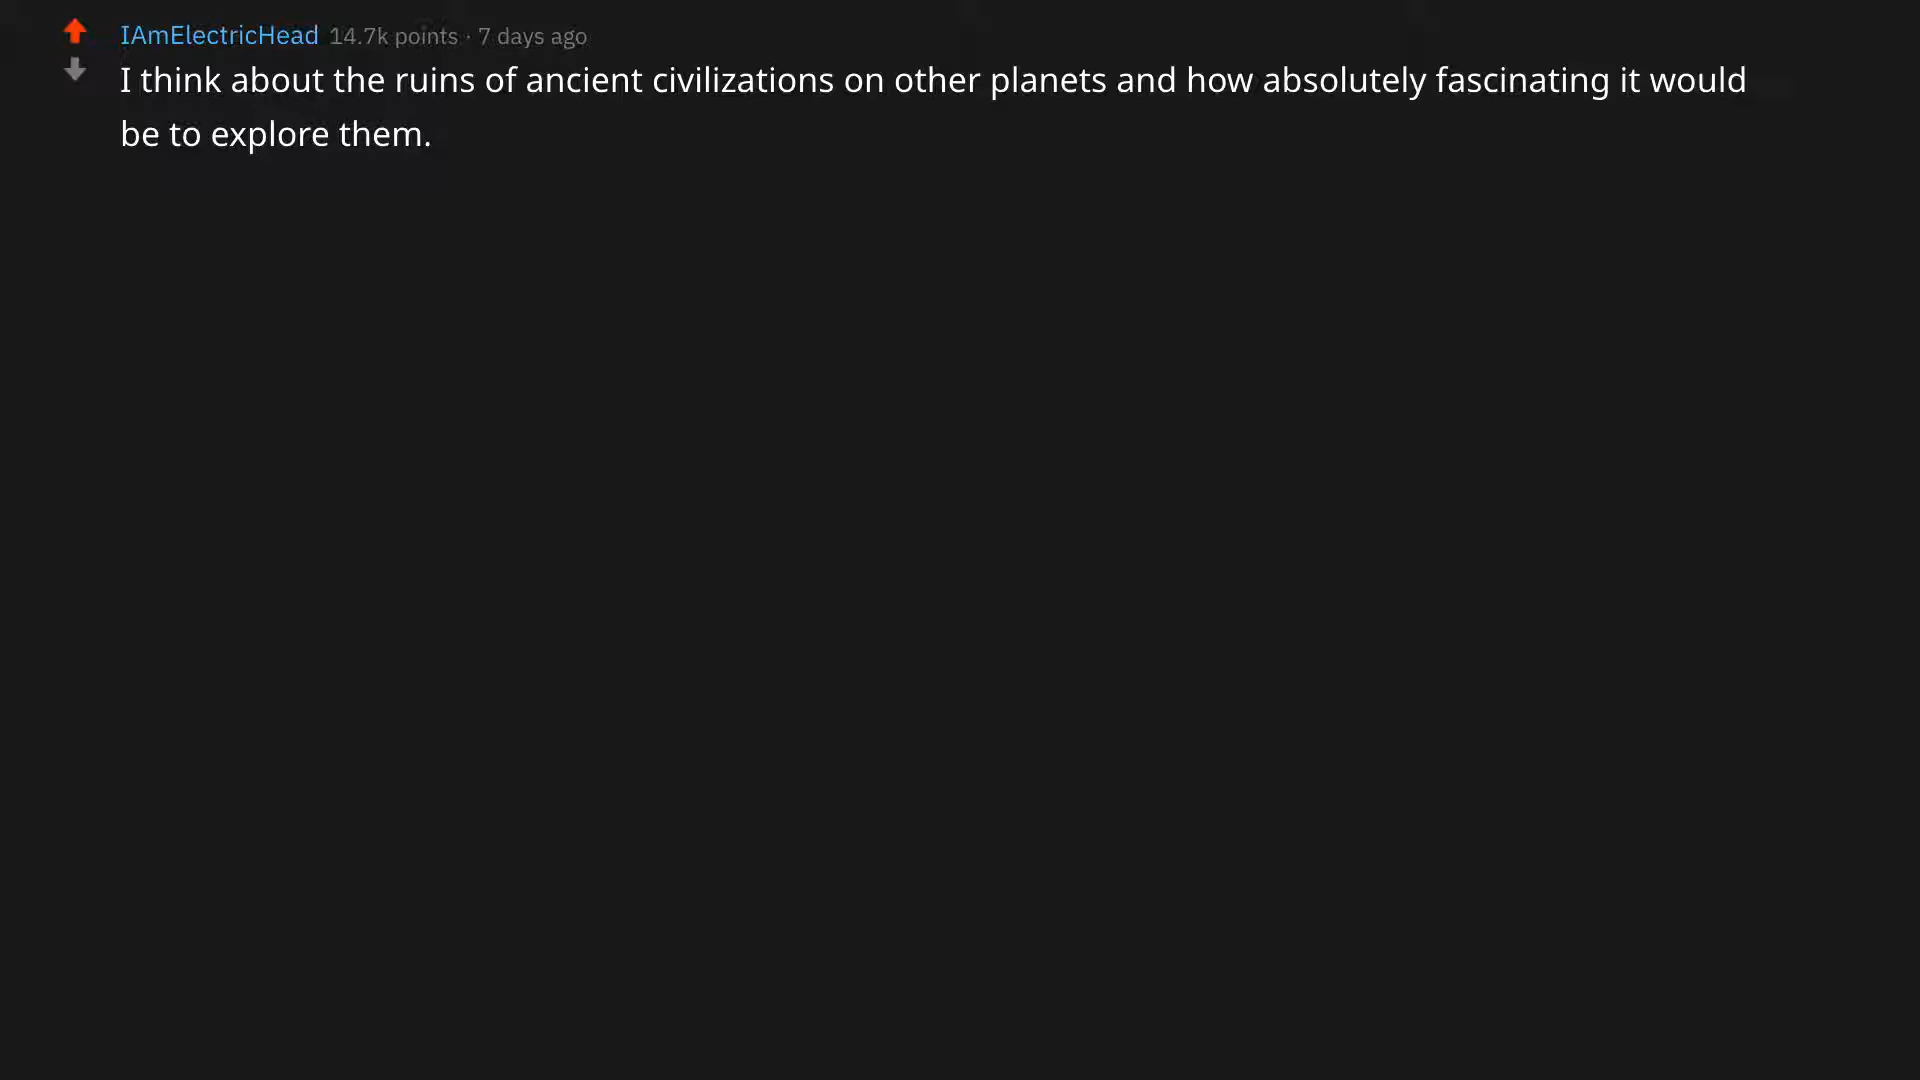 IAmElectricHead 14.7k points · 7 days ago
I think about the ruins of ancient civilizations on other planets and how absolutely fascinating it would
be to explore them.